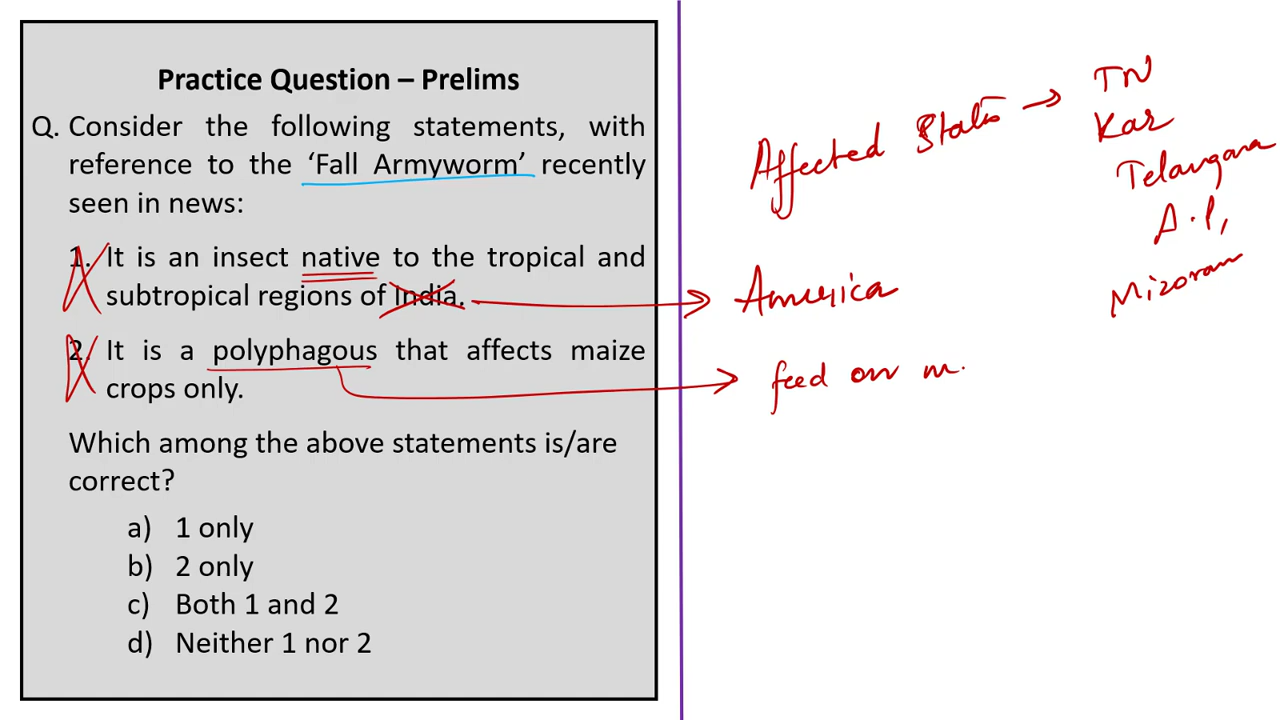 Practice Question – Prelims
Q. Consider the following statements, with
reference to the ‘Fall Armyworm’ recently
seen in news:
1. It is an insect native to the tropical and
subtropical regions of India.
2. It is a polyphagous that affects maize
crops only.
Which among the above statements is/are
correct?
a) 1 only
b) 2 only
c) Both 1 and 2
d) Neither 1 nor 2
Affected States → TN
Kar
Telangana
A.P,
Mizoram
America
feed on m.